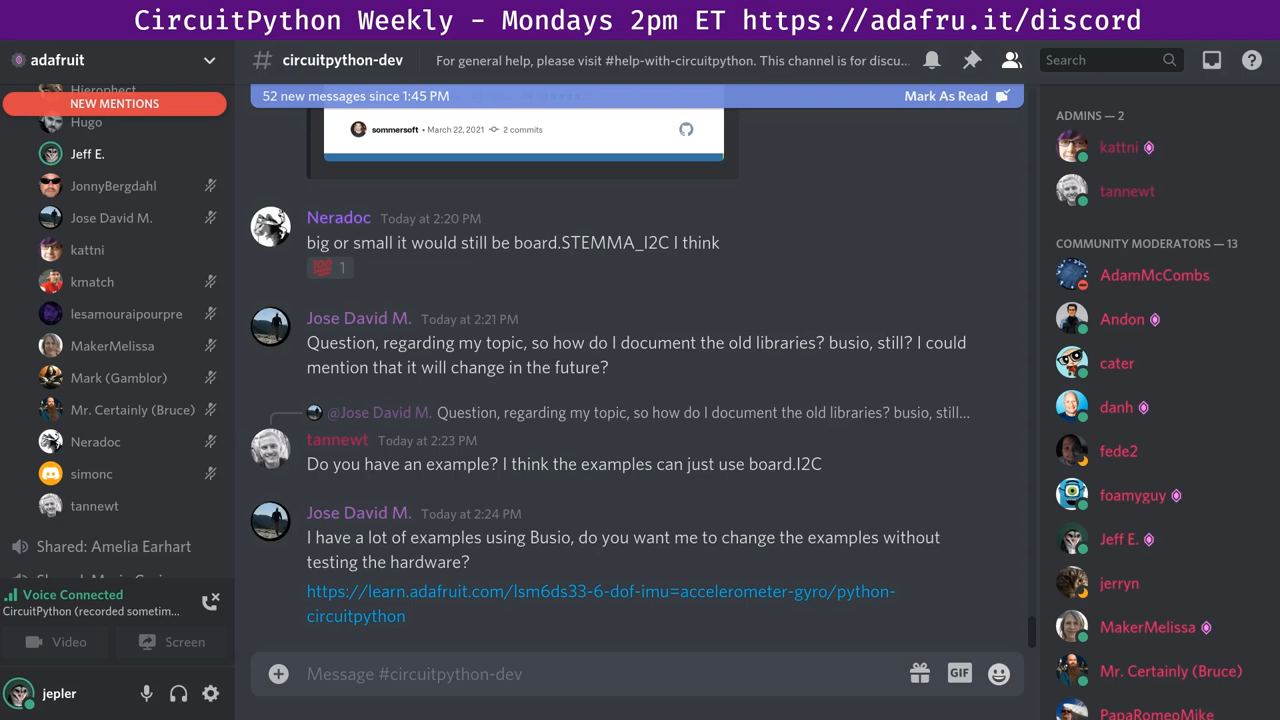 CircuitPython Weekly - Mondays 2pm ET https://adafru.it/discord
adafruit
Hierophect
NEW MENTIONS
Hugo
Jeff E.
JonnyBergdahl
Jose David M.
kattni
kmatch
lesamouraipourpre
MakerMelissa
Mark (Gamblor)
Mr. Certainly (Bruce)
Neradoc
simonc
tannewt
Shared: Amelia Earhart
Voice Connected
CircuitPython (recorded sometim...
Video
Screen
jepler
# circuitpython-dev
For general help, please visit #help-with-circuitpython. This channel is for discu...
Search
52 new messages since 1:45 PM
Mark As Read
sommersoft • March 22, 2021 2 commits
Neradoc Today at 2:20 PM
big or small it would still be board.STEMMA_I2C I think
💯 1
Jose David M. Today at 2:21 PM
Question, regarding my topic, so how do I document the old libraries? busio, still? I could
mention that it will change in the future?
@Jose David M. Question, regarding my topic, so how do I document the old libraries? busio, still...
tannewt Today at 2:23 PM
Do you have an example? I think the examples can just use board.I2C
Jose David M. Today at 2:24 PM
I have a lot of examples using Busio, do you want me to change the examples without
testing the hardware?
https://learn.adafruit.com/lsm6ds33-6-dof-imu=accelerometer-gyro/python-
circuitpython
Message #circuitpython-dev
GIF
ADMINS — 2
kattni
tannewt
COMMUNITY MODERATORS — 13
AdamMcCombs
Andon
cater
danh
fede2
foamyguy
Jeff E.
jerryn
MakerMelissa
Mr. Certainly (Bruce)
PapaRomeoMike